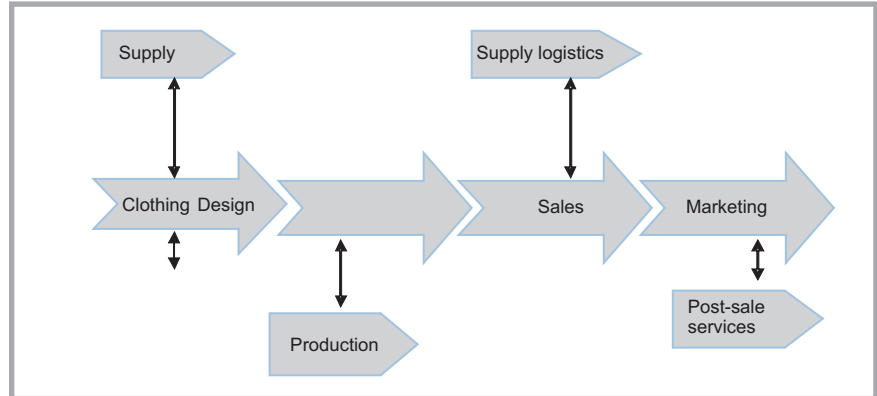 Supply
Supply logistics
Clothing Design
Sales
Marketing
Production
Post-sale
services